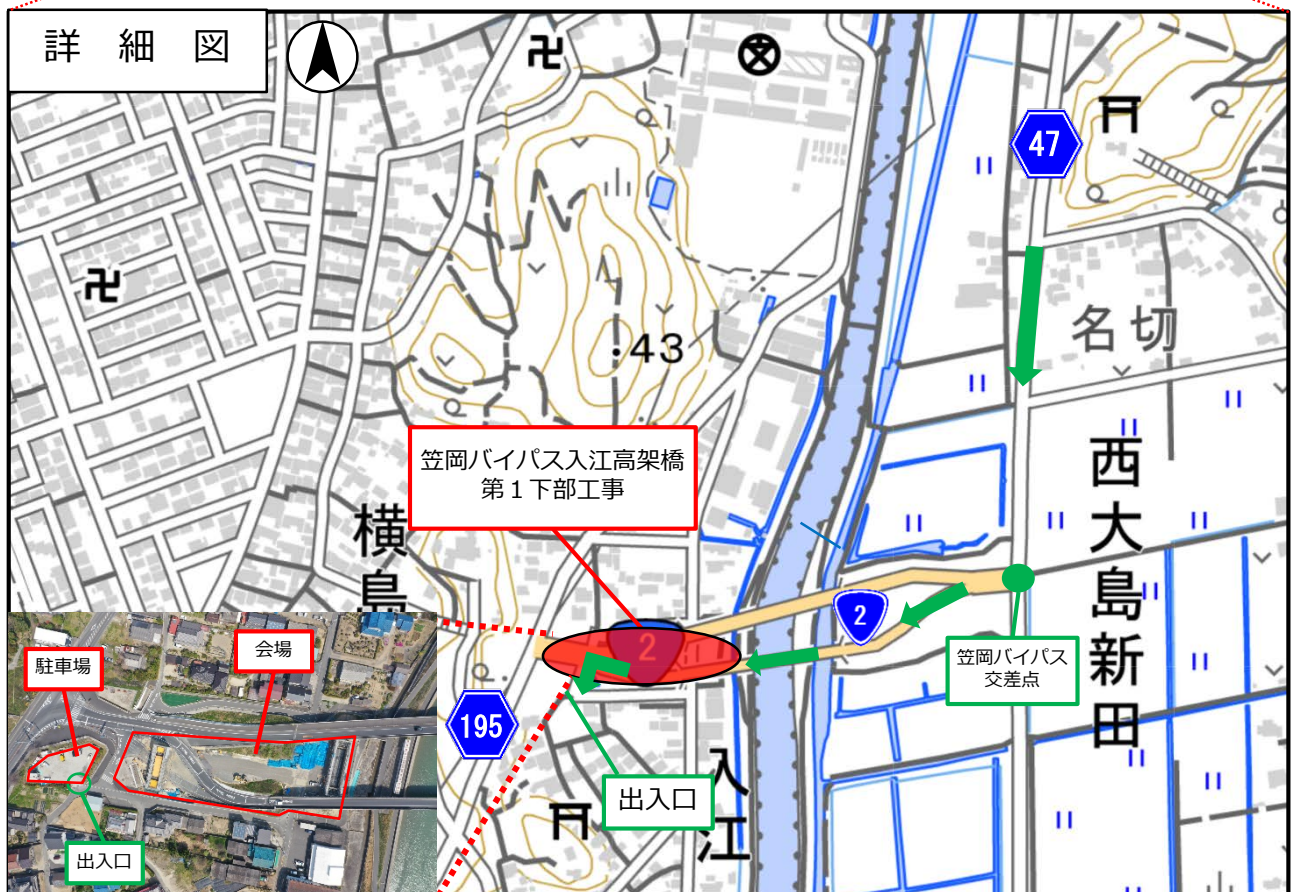 詳 細 図
47
名切
43
笠岡バイパス入江高架橋
第１下部工事
横島
西大島新田
2
2
笠岡バイパス
交差点
195
入江
出入口
駐車場
会場
出入口